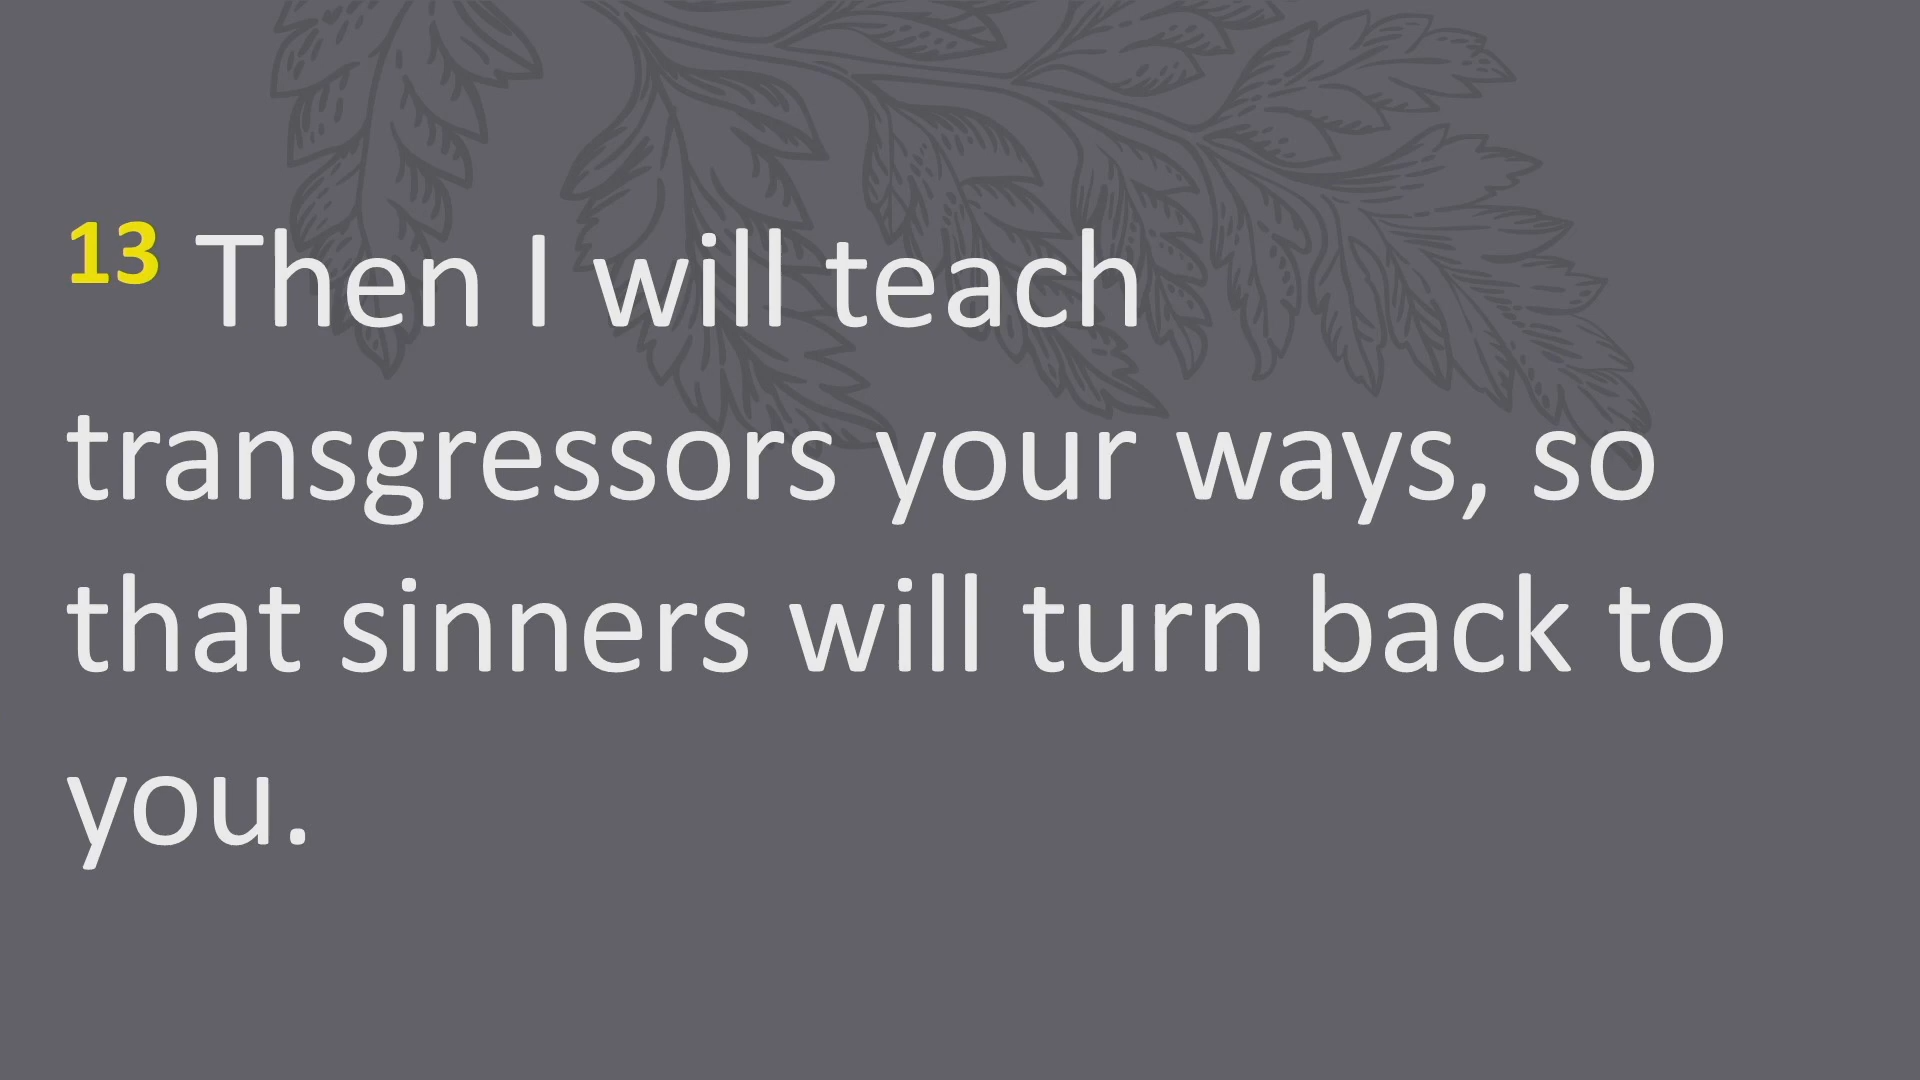 13 Then I will teach
transgressors your ways, so
that sinners will turn back to
you.